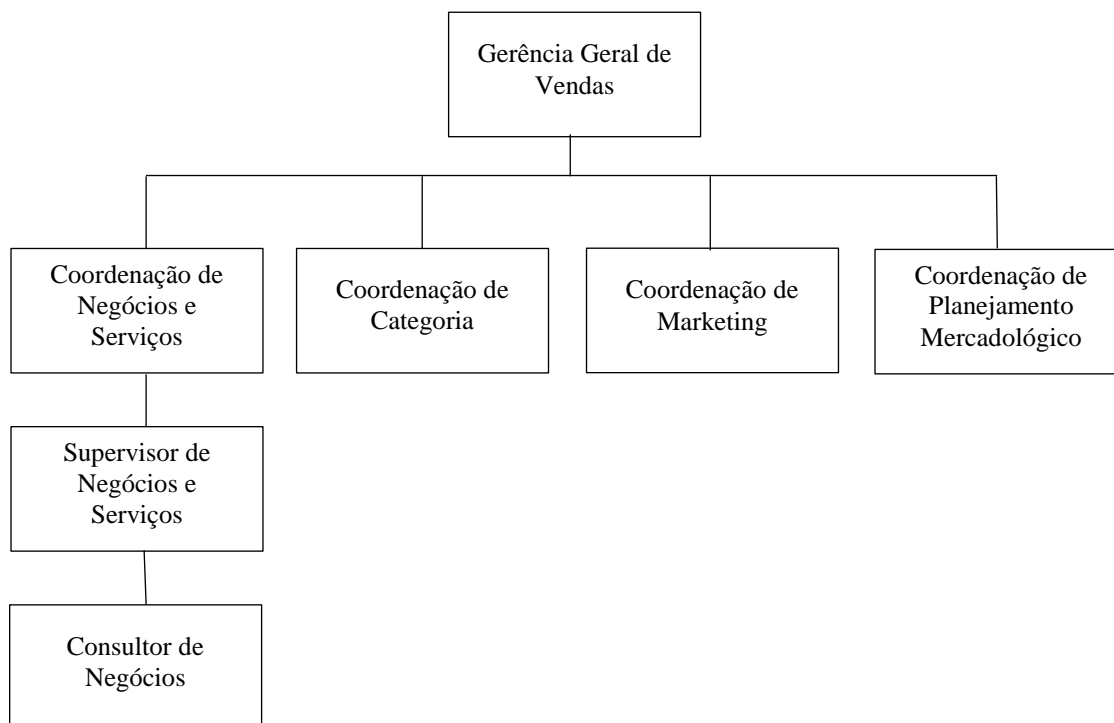 Gerência Geral de
Vendas
Coordenação de
Negócios e
Serviços
Coordenação de
Categoria
Coordenação de
Marketing
Coordenação de
Planejamento
Mercadológico
Supervisor de
Negócios e
Serviços
Consultor de
Negócios